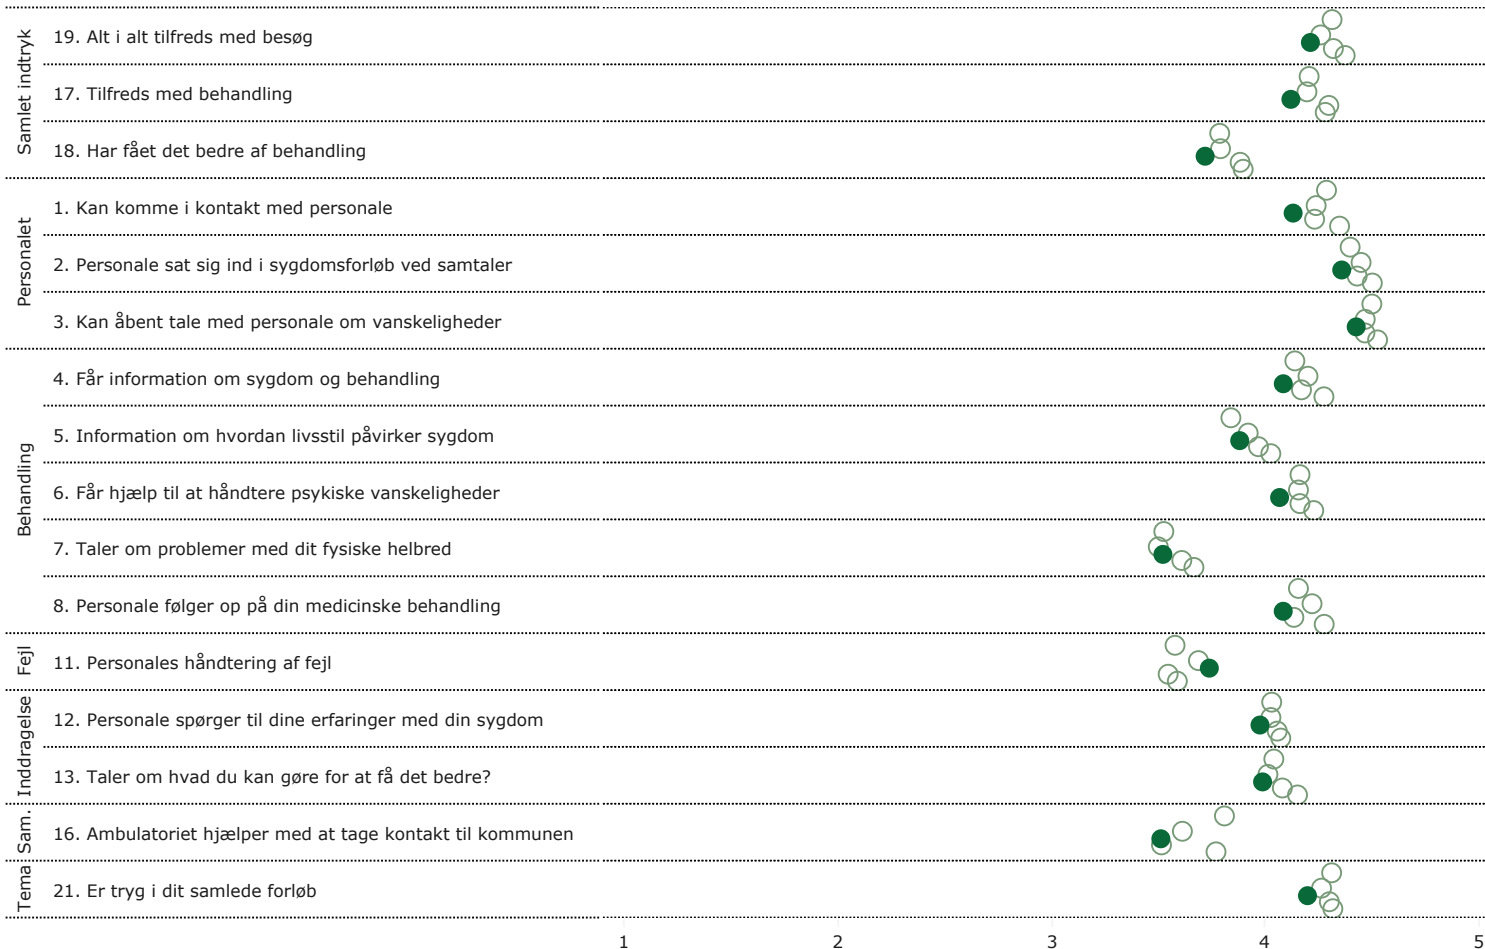 Samlet indtryk
19. Alt i alt tilfreds med besøg
17. Tilfreds med behandling
18. Har fået det bedre af behandling
Personalet
1. Kan komme i kontakt med personale
2. Personale sat sig ind i sygdomsforløb ved samtaler
3. Kan åbent tale med personale om vanskeligheder
Behandling
4. Får information om sygdom og behandling
5. Information om hvordan livsstil påvirker sygdom
6. Får hjælp til at håndtere psykiske vanskeligheder
7. Taler om problemer med dit fysiske helbred
8. Personale følger op på din medicinske behandling
Fejl
11. Personales håndtering af fejl
Inddragelse
12. Personale spørger til dine erfaringer med din sygdom
13. Taler om hvad du kan gøre for at få det bedre?
Sam.
16. Ambulatoriet hjælper med at tage kontakt til kommunen
Tema
21. Er tryg i dit samlede forløb
1 2 3 4 5